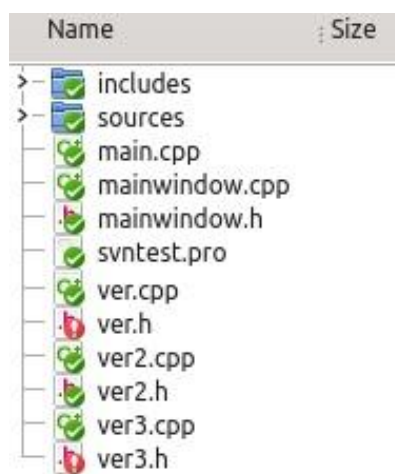 Name Size
includes
sources
main.cpp
mainwindow.cpp
mainwindow.h
svntest.pro
ver.cpp
ver.h
ver2.cpp
ver2.h
ver3.cpp
ver3.h